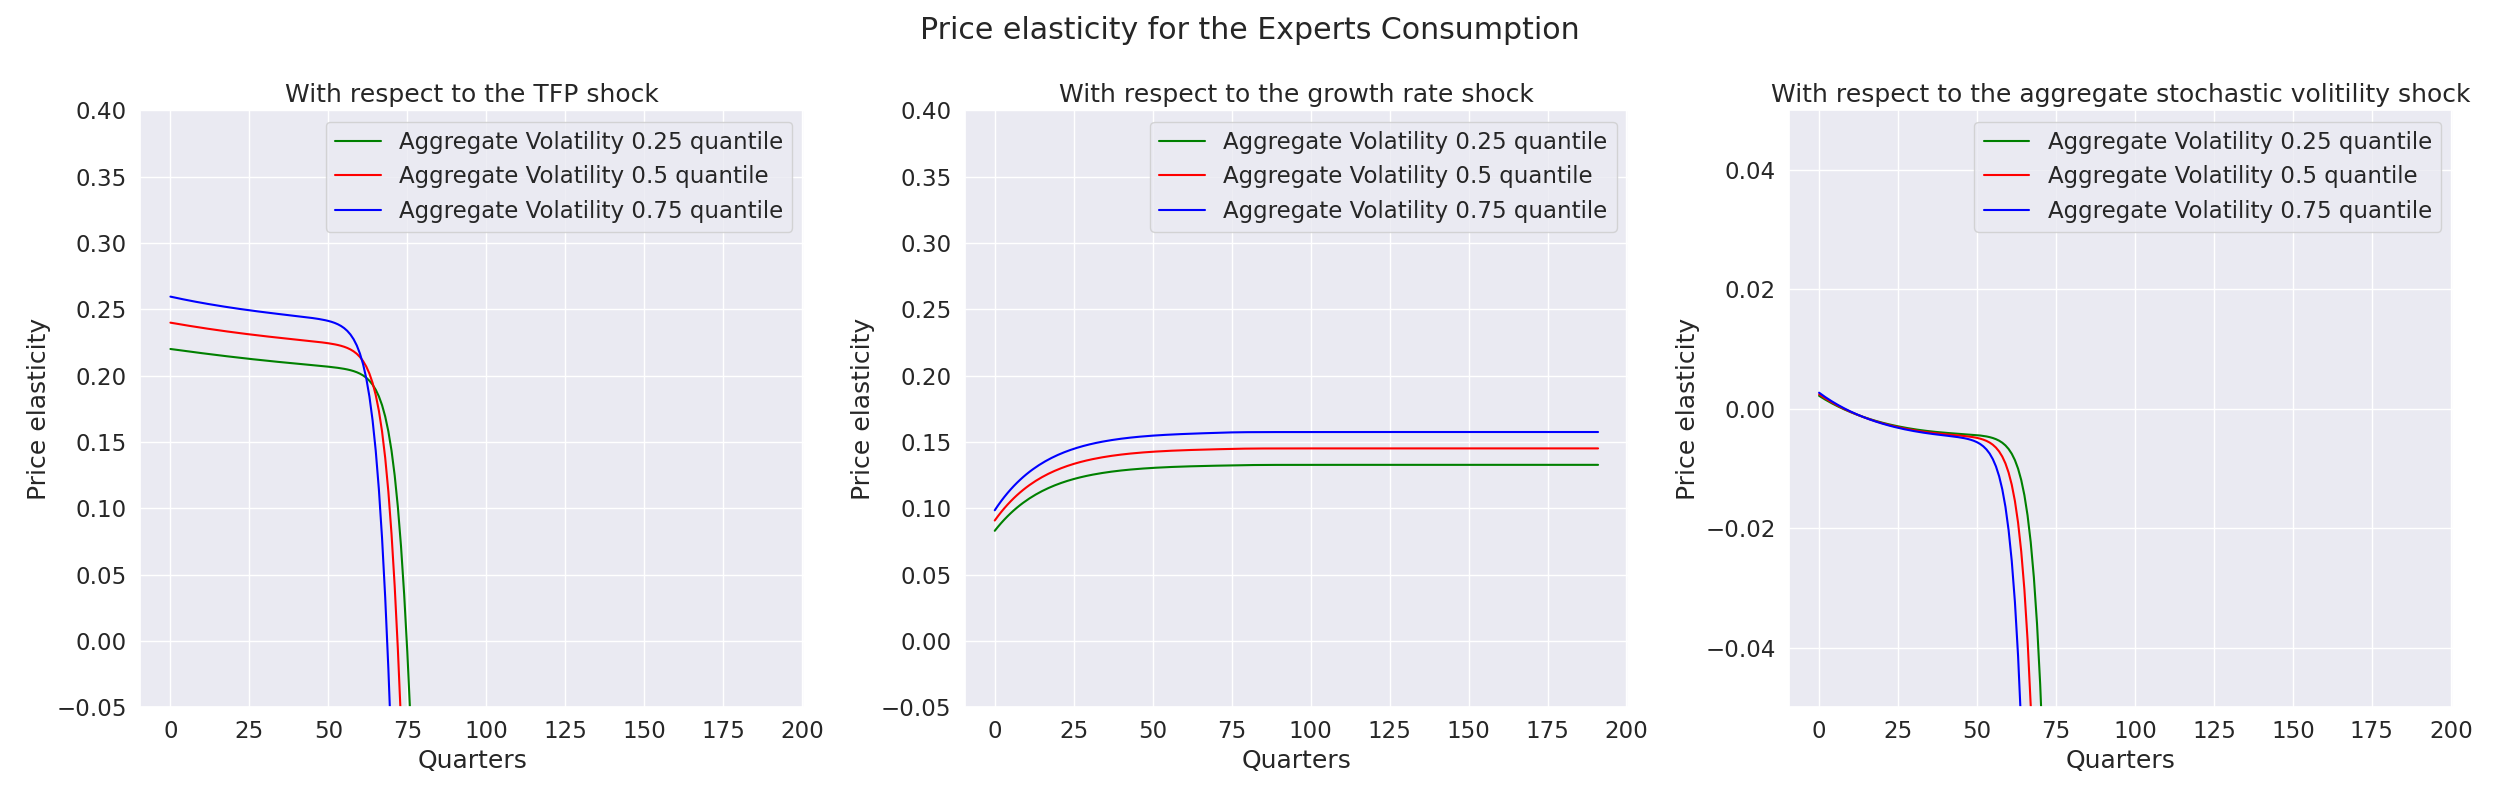 Price elasticity for the Experts Consumption
With respect to the TFP shock
0.40
0.35
0.30
0.25
0.20
0.15
0.10
0.05
0.00
−0.05
Price elasticity
Aggregate Volatility 0.25 quantile
Aggregate Volatility 0.5 quantile
Aggregate Volatility 0.75 quantile
0 25 50 75 100 125 150 175 200
Quarters
With respect to the growth rate shock
0.40
0.35
0.30
0.25
0.20
0.15
0.10
0.05
0.00
−0.05
Price elasticity
Aggregate Volatility 0.25 quantile
Aggregate Volatility 0.5 quantile
Aggregate Volatility 0.75 quantile
0 25 50 75 100 125 150 175 200
Quarters
With respect to the aggregate stochastic volitility shock
0.04
0.02
0.00
−0.02
−0.04
Price elasticity
Aggregate Volatility 0.25 quantile
Aggregate Volatility 0.5 quantile
Aggregate Volatility 0.75 quantile
0 25 50 75 100 125 150 175 200
Quarters